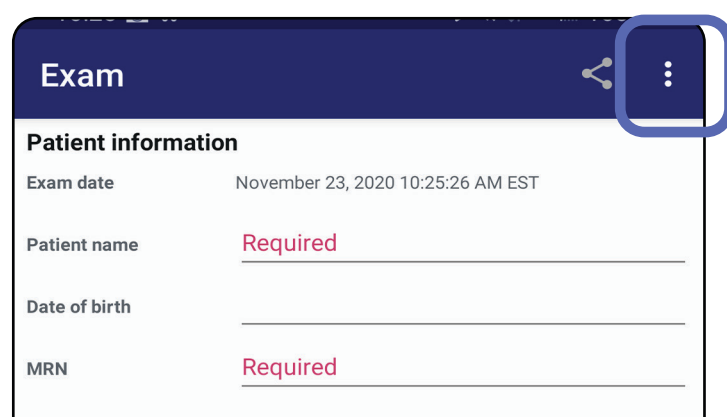 Exam
Patient information
Exam date November 23, 2020 10:25:26 AM EST
Patient name Required
Date of birth
MRN Required